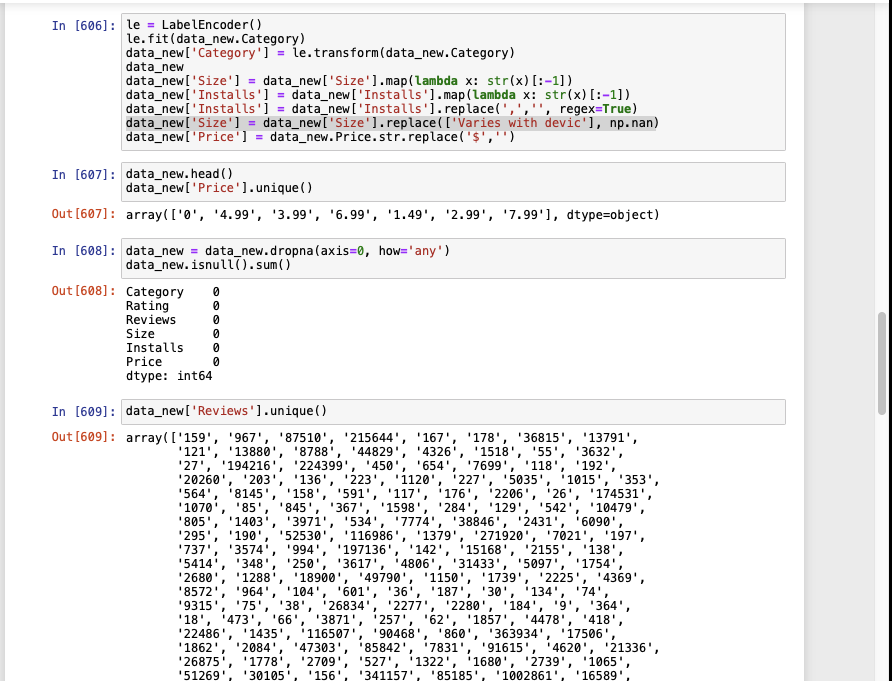 In [606]: le = LabelEncoder()
le.fit(data_new.Category)
data_new['Category'] = le.transform(data_new.Category)
data_new
data_new['Size'] = data_new['Size'].map(lambda x: str(x)[:-1])
data_new['Installs'] = data_new['Installs'].map(lambda x: str(x)[:-1])
data_new['Installs'] = data_new['Installs'].replace(',','', regex=True)
data_new['Size'] = data_new['Size'].replace(['Varies with devic'], np.nan)
data_new['Price'] = data_new.Price.str.replace('$','')
In [607]: data_new.head()
data_new['Price'].unique()
Out[607]: array(['0', '4.99', '3.99', '6.99', '1.49', '2.99', '7.99'], dtype=object)
In [608]: data_new = data_new.dropna(axis=0, how='any')
data_new.isnull().sum()
Out[608]: Category 0
Rating 0
Reviews 0
Size 0
Installs 0
Price 0
dtype: int64
In [609]: data_new['Reviews'].unique()
Out[609]: array(['159', '967', '87510', '215644', '167', '178', '36815', '13791',
'121', '13880', '8788', '44829', '4326', '1518', '55', '3632',
'27', '194216', '224399', '450', '654', '7699', '118', '192',
'20260', '203', '136', '223', '1120', '227', '5035', '1015', '353',
'564', '8145', '158', '591', '117', '176', '2206', '26', '174531',
'1070', '85', '845', '367', '1598', '284', '129', '542', '10479',
'805', '1403', '3971', '534', '7774', '38846', '2431', '6090',
'295', '190', '52530', '116986', '1379', '271920', '7021', '197',
'737', '3574', '994', '197136', '142', '15168', '2155', '138',
'5414', '348', '250', '3617', '4806', '31433', '5097', '1754',
'2680', '1288', '18900', '49790', '1150', '1739', '2225', '4369',
'8572', '964', '104', '601', '36', '187', '30', '134', '74',
'9315', '75', '38', '26834', '2277', '2280', '184', '9', '364',
'18', '473', '66', '3871', '257', '62', '1857', '4478', '418',
'22486', '1435', '116507', '90468', '860', '363934', '17506',
'1862', '2084', '47303', '85842', '7831', '91615', '4620', '21336',
'26875', '1778', '2709', '527', '1322', '1680', '2739', '1065',
'51269', '30105', '156', '341157', '85185', '1002861', '16589',